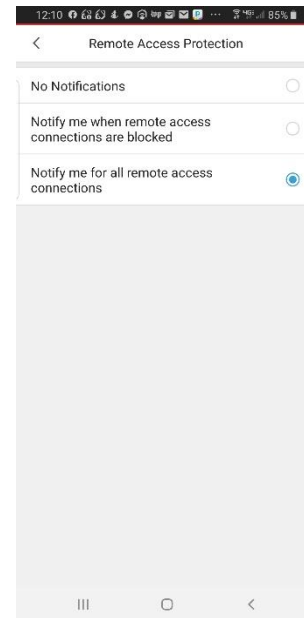 12:10
85%
Remote Access Protection
No Notifications
Notify me when remote access
connections are blocked
Notify me for all remote access
connections